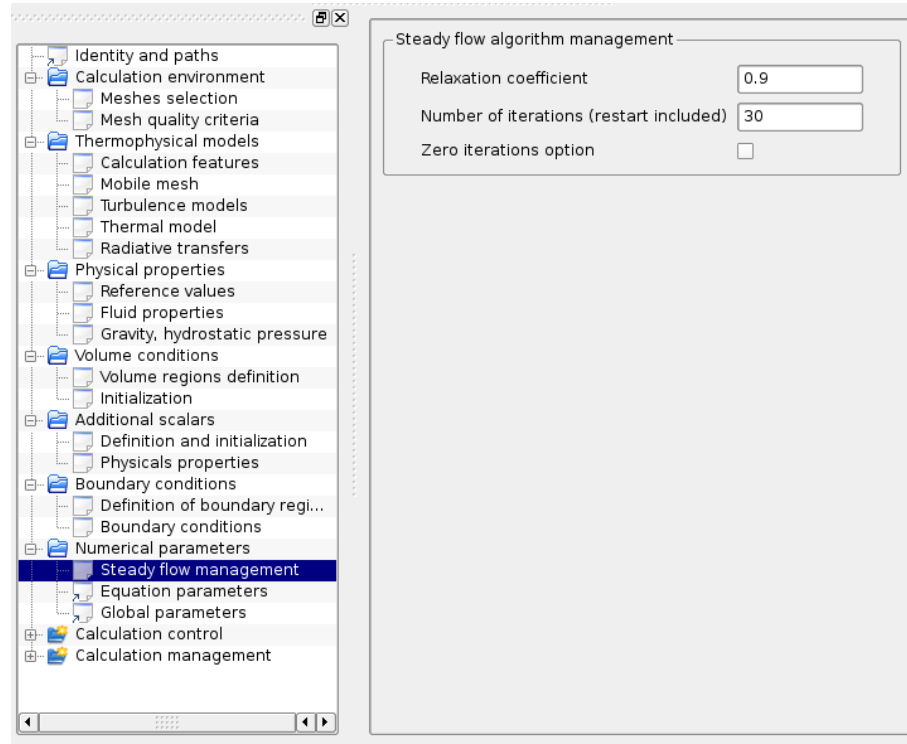 Identity and paths
Calculation environment
Meshes selection
Mesh quality criteria
Thermophysical models
Calculation features
Mobile mesh
Turbulence models
Thermal model
Radiative transfers
Physical properties
Reference values
Fluid properties
Gravity, hydrostatic pressure
Volume conditions
Volume regions definition
Initialization
Additional scalars
Definition and initialization
Physicals properties
Boundary conditions
Definition of boundary regi...
Boundary conditions
Numerical parameters
Steady flow management
Equation parameters
Global parameters
Calculation control
Calculation management
Steady flow algorithm management
Relaxation coefficient 0.9
Number of iterations (restart included) 30
Zero iterations option